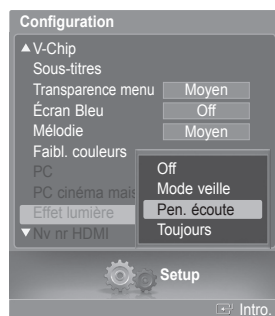 Configuration
▲ V-Chip
Sous-titres
Transparence menu Moyen
Écran Bleu Off
Mélodie Moyen
Faibl. couleurs
PC
PC cinéma mais
Effet lumière
▼ Nv nr HDMI
Off
Mode veille
Pen. écoute
Toujours
Setup
Intro.